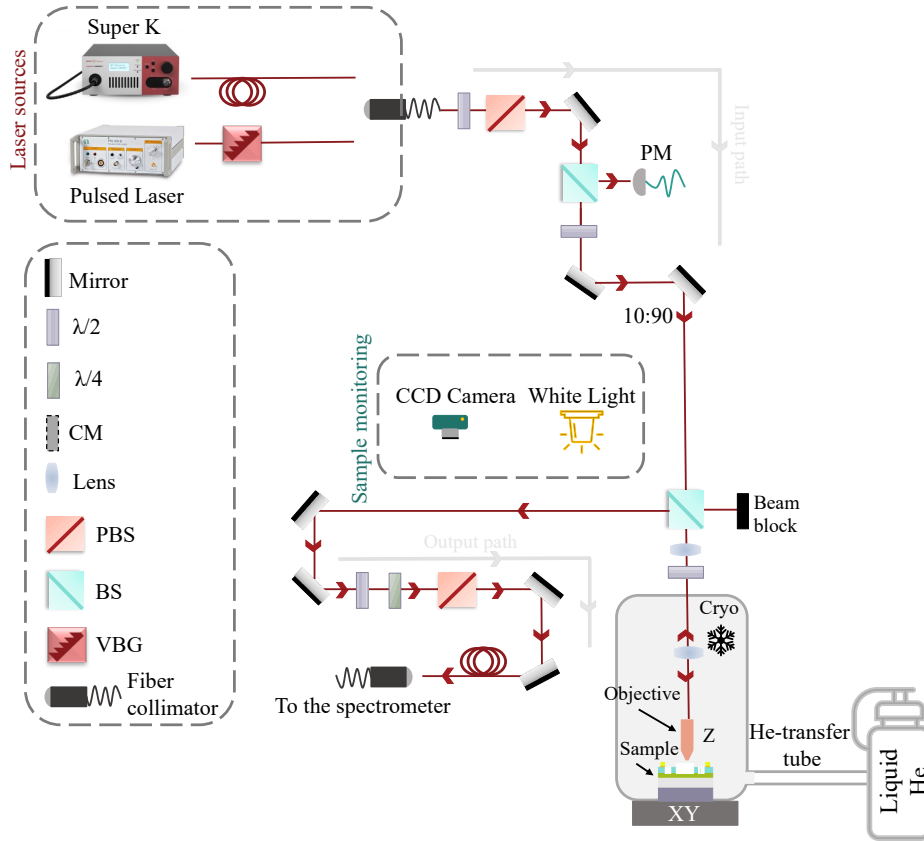 Super K
Laser sources
Pulsed Laser
Input path
PM
Mirror
λ/2
λ/4
CM
Lens
PBS
BS
VBG
Fiber
collimator
10:90
Sample monitoring
CCD Camera
White Light
Beam
block
Output path
Cryo
To the spectrometer
Objective
Z
Sample
He-transfer
tube
XY
Liquid
He